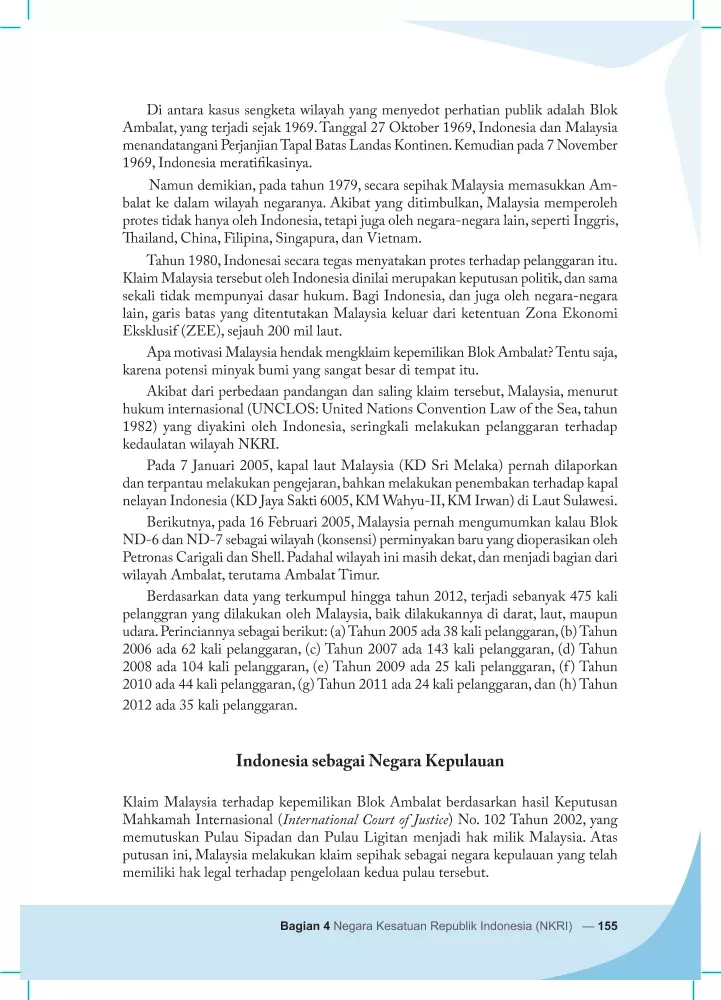 Di antara kasus sengketa wilayah yang menyedot perhatian publik adalah Blok
Ambalat, yang terjadi sejak 1969. Tanggal 27 Oktober 1969, Indonesia dan Malaysia
menandatangani Perjanjian Tapal Batas Landas Kontinen. Kemudian pada 7 November
1969, Indonesia meratifikasinya.
Namun demikian, pada tahun 1979, secara sepihak Malaysia memasukkan Am-
balat ke dalam wilayah negaranya. Akibat yang ditimbulkan, Malaysia memperoleh
protes tidak hanya oleh Indonesia, tetapi juga oleh negara-negara lain, seperti Inggris,
Thailand, China, Filipina, Singapura, dan Vietnam.
Tahun 1980, Indonesai secara tegas menyatakan protes terhadap pelanggaran itu.
Klaim Malaysia tersebut oleh Indonesia dinilai merupakan keputusan politik, dan sama
sekali tidak mempunyai dasar hukum. Bagi Indonesia, dan juga oleh negara-negara
lain, garis batas yang ditentutakan Malaysia keluar dari ketentuan Zona Ekonomi
Eksklusif (ZEE), sejauh 200 mil laut.
Apa motivasi Malaysia hendak mengklaim kepemilikan Blok Ambalat? Tentu saja,
karena potensi minyak bumi yang sangat besar di tempat itu.
Akibat dari perbedaan pandangan dan saling klaim tersebut, Malaysia, menurut
hukum internasional (UNCLOS: United Nations Convention Law of the Sea, tahun
1982) yang diyakini oleh Indonesia, seringkali melakukan pelanggaran terhadap
kedaulatan wilayah NKRI.
Pada 7 Januari 2005, kapal laut Malaysia (KD Sri Melaka) pernah dilaporkan
dan terpantau melakukan pengejaran, bahkan melakukan penembakan terhadap kapal
nelayan Indonesia (KD Jaya Sakti 6005, KM Wahyu-II, KM Irwan) di Laut Sulawesi.
Berikutnya, pada 16 Februari 2005, Malaysia pernah mengumumkan kalau Blok
ND-6 dan ND-7 sebagai wilayah (konsensi) perminyakan baru yang dioperasikan oleh
Petronas Carigali dan Shell. Padahal wilayah ini masih dekat, dan menjadi bagian dari
wilayah Ambalat, terutama Ambalat Timur.
Berdasarkan data yang terkumpul hingga tahun 2012, terjadi sebanyak 475 kali
pelanggran yang dilakukan oleh Malaysia, baik dilakukannya di darat, laut, maupun
udara. Perinciannya sebagai berikut: (a) Tahun 2005 ada 38 kali pelanggaran, (b) Tahun
2006 ada 62 kali pelanggaran, (c) Tahun 2007 ada 143 kali pelanggaran, (d) Tahun
2008 ada 104 kali pelanggaran, (e) Tahun 2009 ada 25 kali pelanggaran, (f) Tahun
2010 ada 44 kali pelanggaran, (g) Tahun 2011 ada 24 kali pelanggaran, dan (h) Tahun
2012 ada 35 kali pelanggaran.
Indonesia sebagai Negara Kepulauan
Klaim Malaysia terhadap kepemilikan Blok Ambalat berdasarkan hasil Keputusan
Mahkamah Internasional (International Court of Justice) No. 102 Tahun 2002, yang
memutuskan Pulau Sipadan dan Pulau Ligitan menjadi hak milik Malaysia. Atas
putusan ini, Malaysia melakukan klaim sepihak sebagai negara kepulauan yang telah
memiliki hak legal terhadap pengelolaan kedua pulau tersebut.
Bagian 4 Negara Kesatuan Republik Indonesia (NKRI) — 155